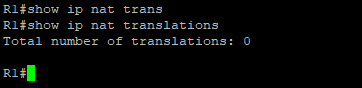 R1#show ip nat trans
R1#show ip nat translations
Total number of translations: 0
R1#